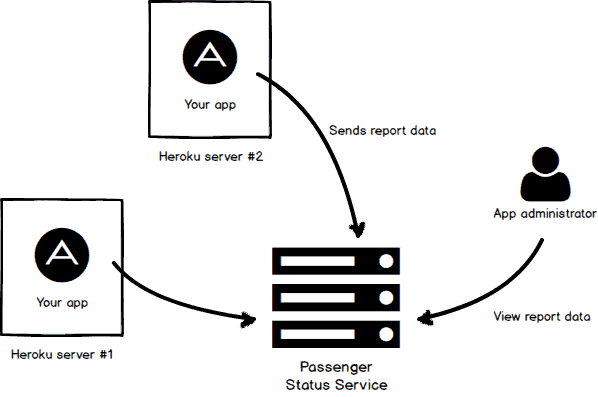 A
Your app
Heroku server #2
Sends report data
App administrator
A
Your app
Heroku server #1
View report data
Passenger
Status Service